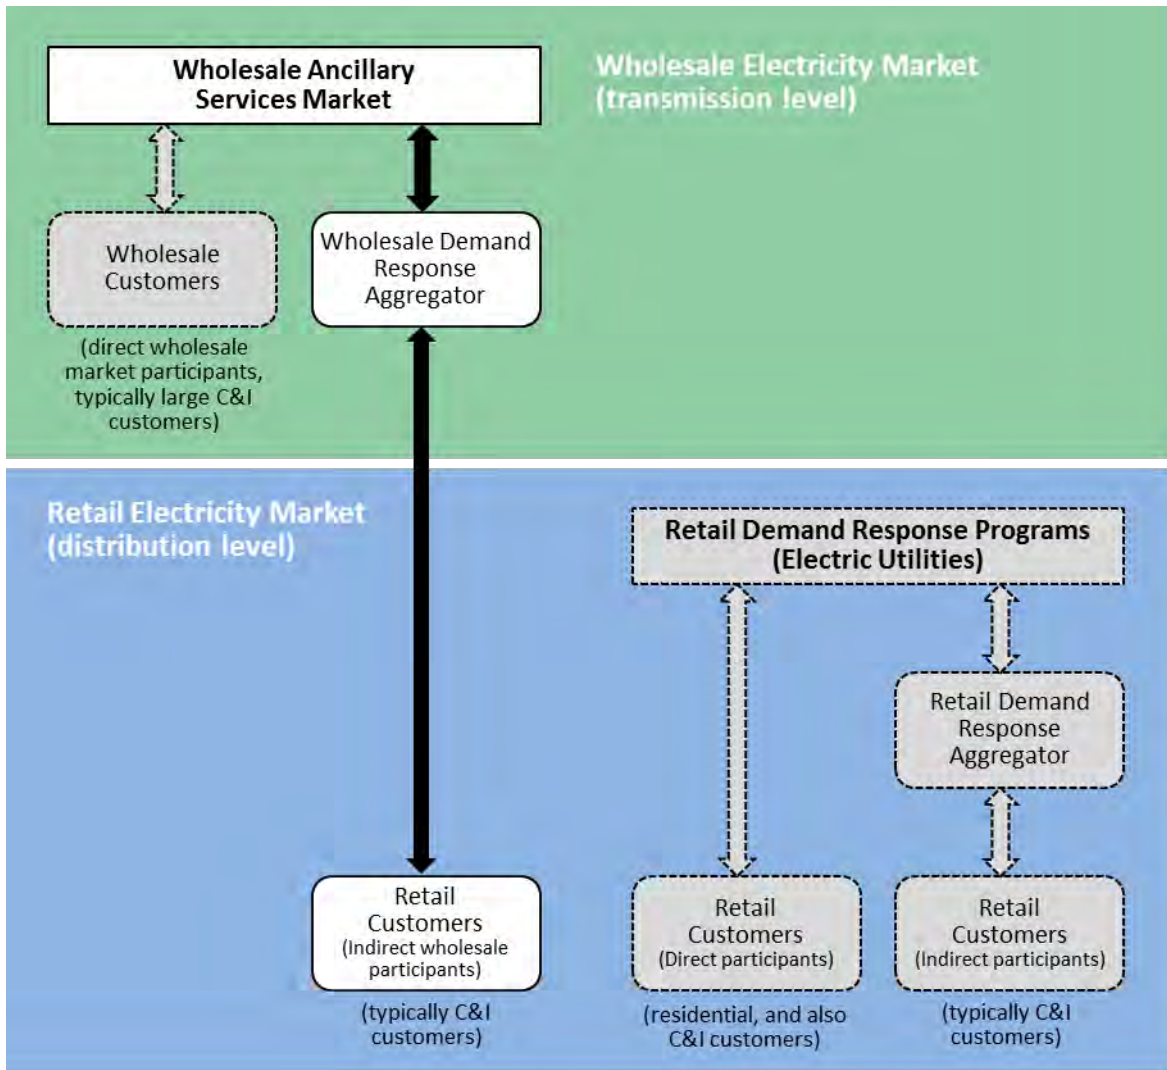 Wholesale Ancillary
Services Market
Wholesale Electricity Market
(transmission level)
Wholesale
Customers
Wholesale Demand
Response
Aggregator
(direct wholesale
market participants,
typically large C&I
customers)
Retail Electricity Market
(distribution level)
Retail Demand Response Programs
(Electric Utilities)
Retail Demand
Response
Aggregator
Retail
Customers
(Indirect wholesale
participants)
Retail
Customers
(Direct participants)
Retail
Customers
(Indirect participants)
(typically C&I
customers)
(residential, and also
C&I customers)
(typically C&I
customers)